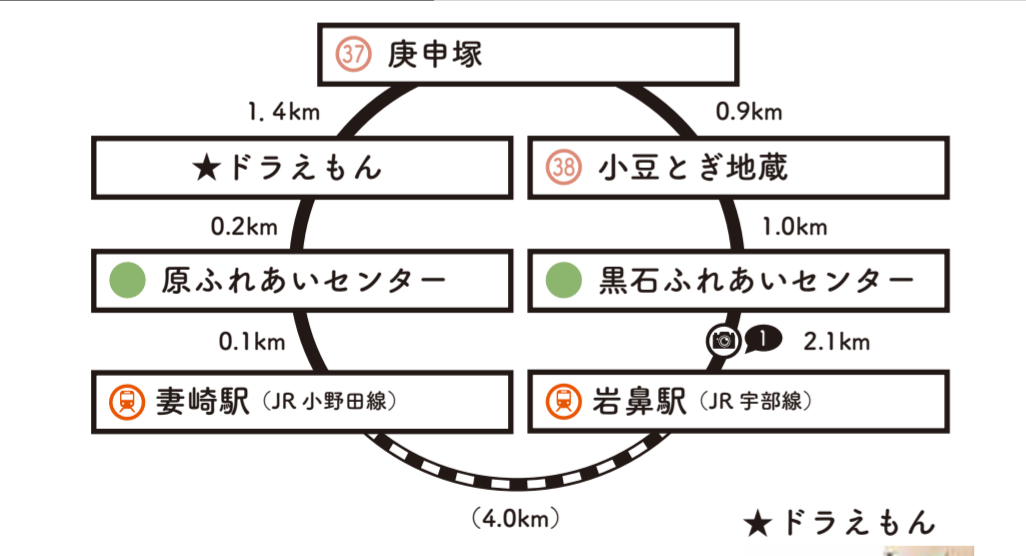 37 庚申塚
1.4km
0.9km
★ドラえもん
38 小豆とぎ地蔵
0.2km
1.0km
原ふれあいセンター
黒石ふれあいセンター
0.1km
1
2.1km
妻崎駅（JR 小野田線）
岩鼻駅（JR 宇部線）
（4.0km）
★ドラえもん